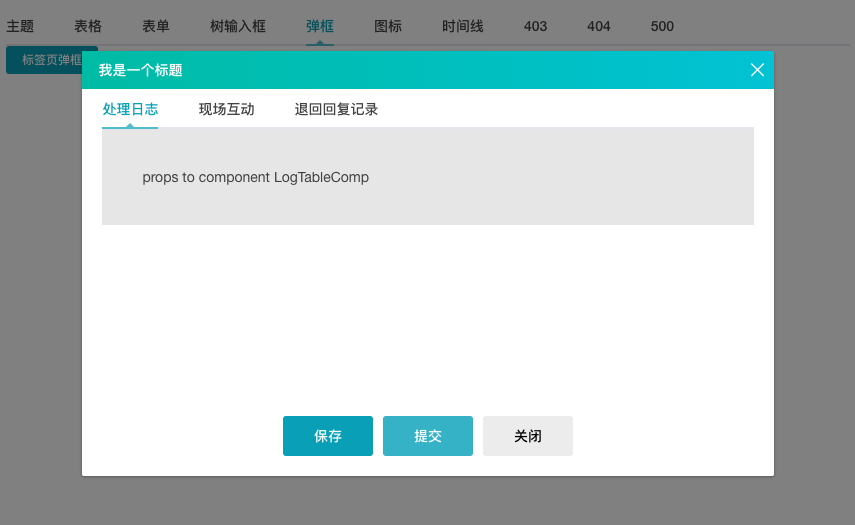 主题 表格 表单 树输入框 弹框 图标 时间线 403 404 500
标签页弹框
我是一个标题
处理日志 现场互动 退回回复记录
props to component LogTableComp
保存 提交 关闭